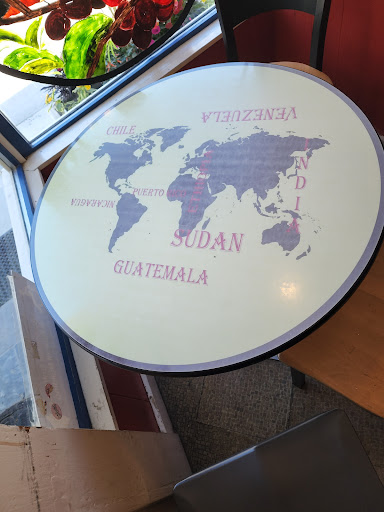 VENEZUELA
CHILE
INDIA
PUERTO
NICARAGUA
SUDAN
GUATEMALA